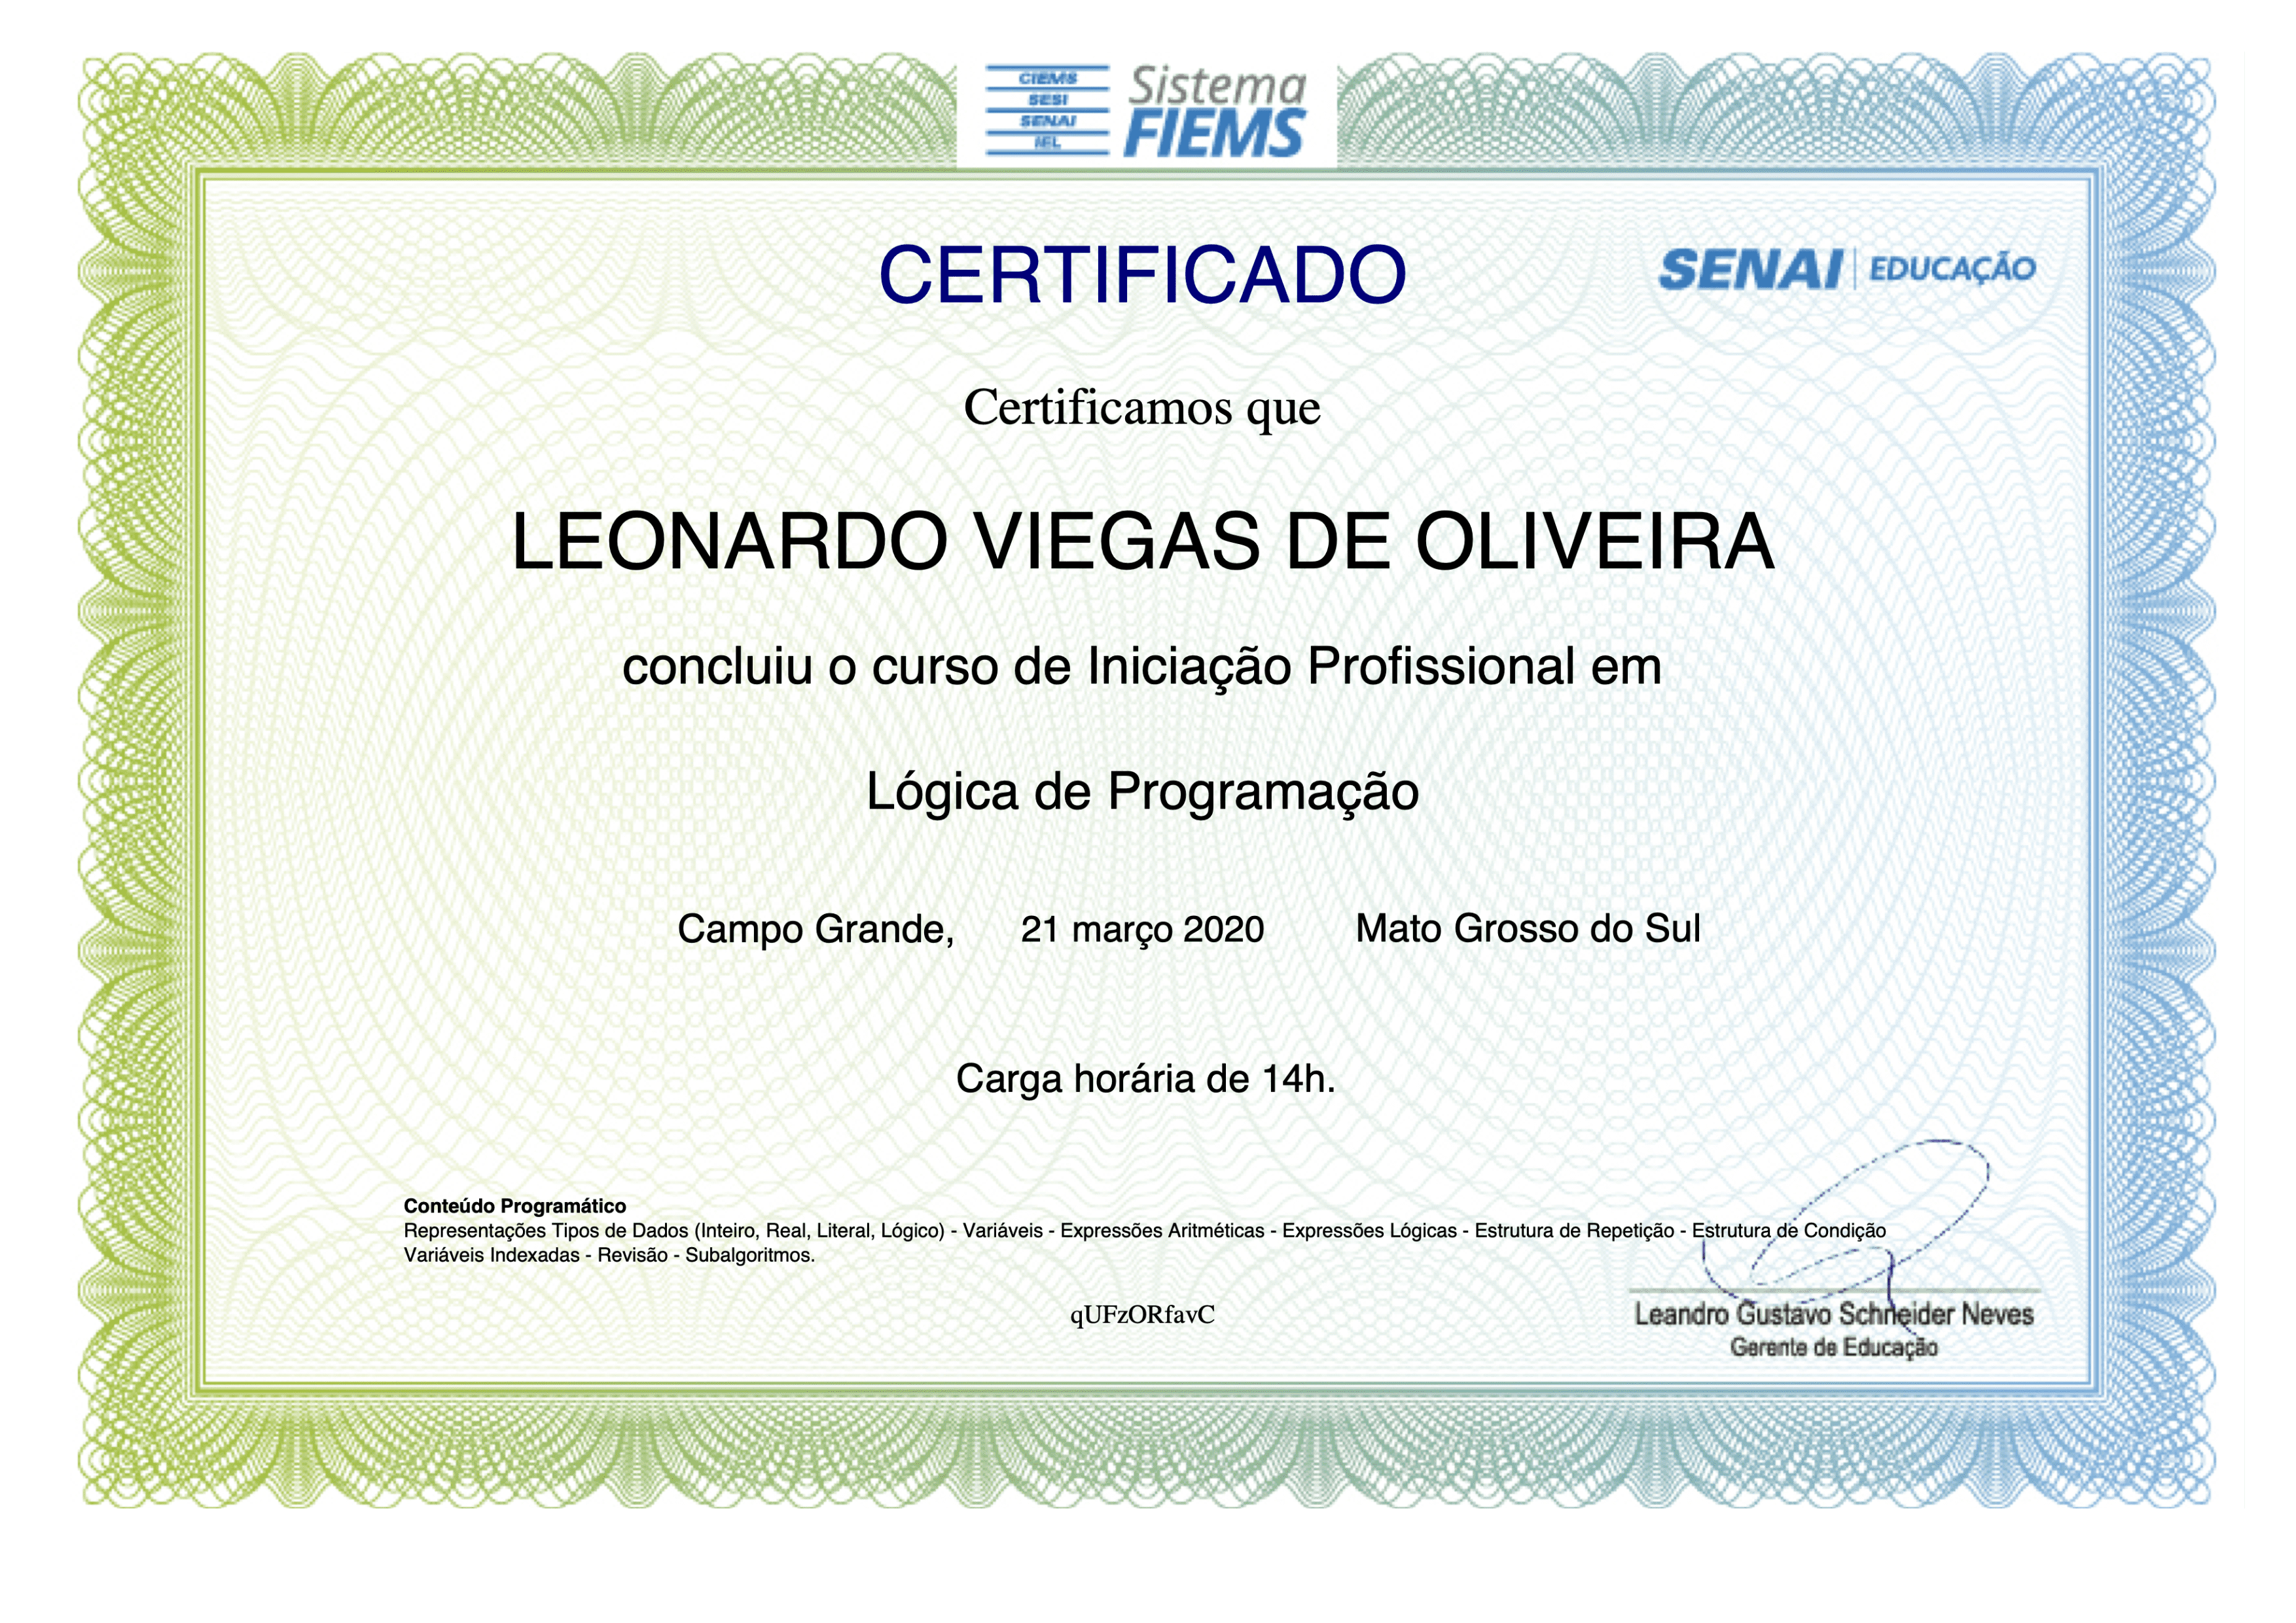 CIEMS
SESI
SENAI
IEL
Sistema
FIEMS
CERTIFICADO
SENAI EDUCAÇÃO
Certificamos que
LEONARDO VIEGAS DE OLIVEIRA
concluiu o curso de Iniciação Profissional em
Lógica de Programação
Campo Grande, 21 março 2020 Mato Grosso do Sul
Carga horária de 14h.
Conteúdo Programático
Representações Tipos de Dados (Inteiro, Real, Literal, Lógico) - Variáveis - Expressões Aritméticas - Expressões Lógicas - Estrutura de Repetição - Estrutura de Condição
Variáveis Indexadas - Revisão - Subalgoritmos.
qUFzORfavC
Leandro Gustavo Schneider Neves
Gerente de Educação